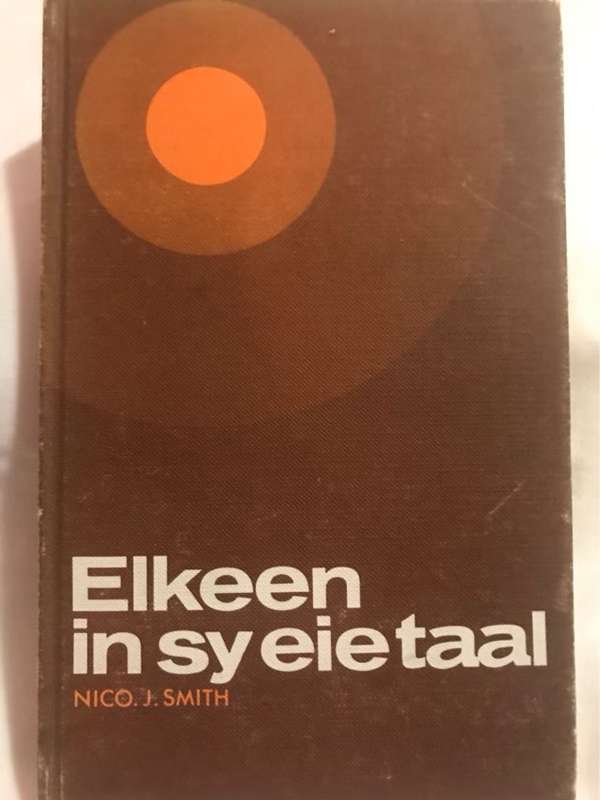 Elkeen
in sy eie taal
NICO. J. SMITH